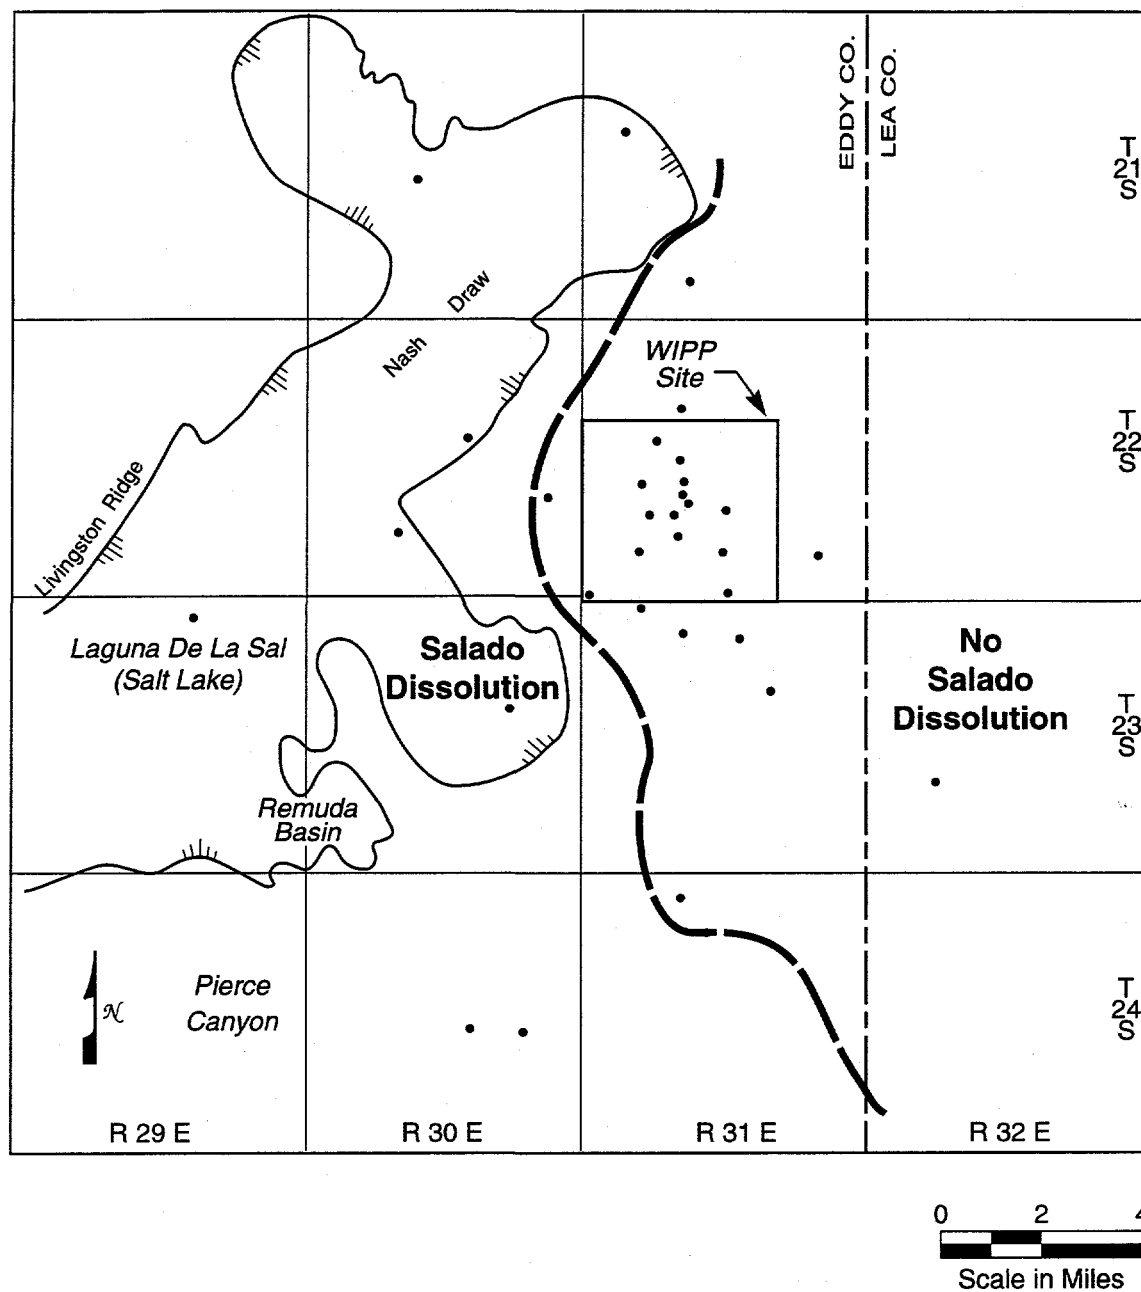 EDDY CO.
LEA CO.
T
21
S
Nash Draw
WIPP
Site
T
22
S
Livingston Ridge
Laguna De La Sal
(Salt Lake)
Salado
Dissolution
No
Salado
Dissolution
T
23
S
Remuda
Basin
N
Pierce
Canyon
T
24
S
R 29 E
R 30 E
R 31 E
R 32 E
0 2 4
Scale in Miles